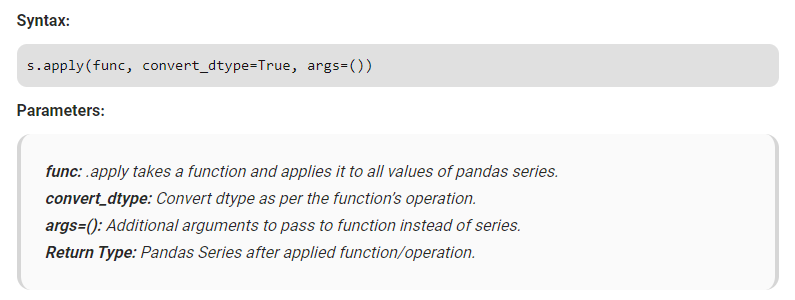 Syntax:
s.apply(func, convert_dtype=True, args=())
Parameters:
func: .apply takes a function and applies it to all values of pandas series.
convert_dtype: Convert dtype as per the function’s operation.
args=(): Additional arguments to pass to function instead of series.
Return Type: Pandas Series after applied function/operation.